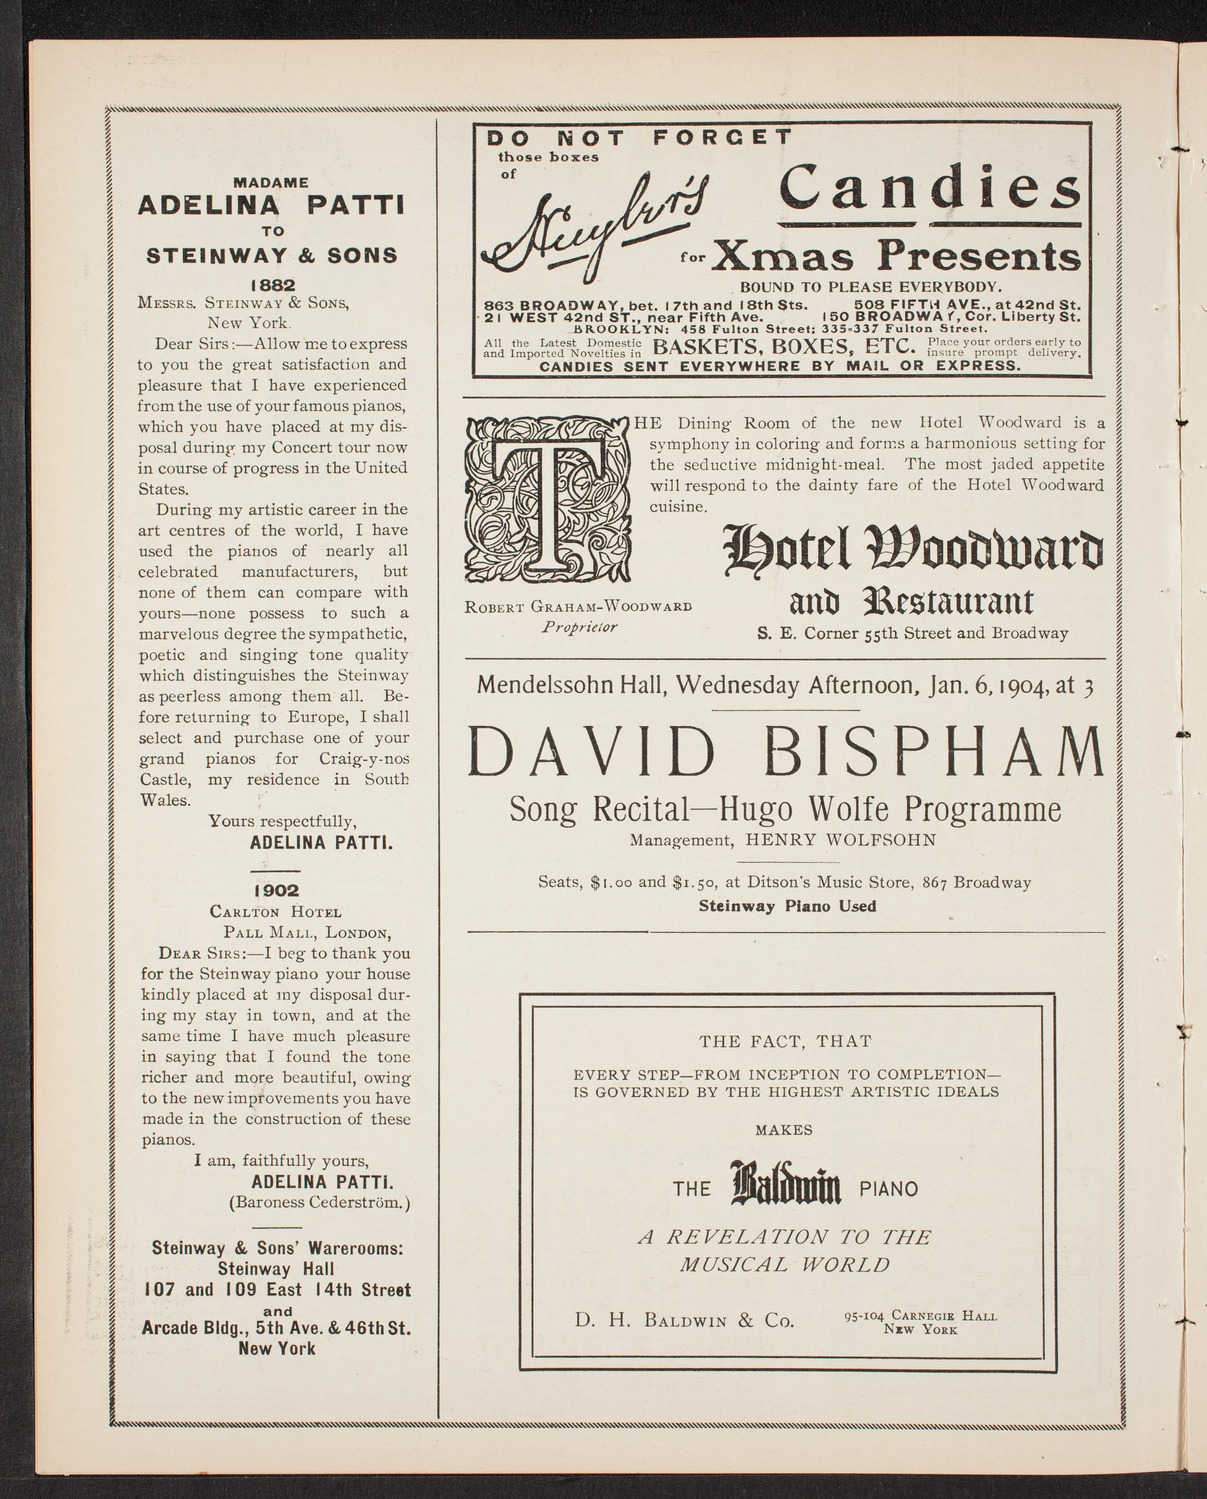 MADAME
ADELINA PATTI
TO
STEINWAY & SONS
1882
MESSRS. STEINWAY & SONS,
New York.
Dear Sirs:—Allow me to express
to you the great satisfaction and
pleasure that I have experienced
from the use of your famous pianos,
which you have placed at my dis-
posal during my Concert tour now
in course of progress in the United
States.
During my artistic career in the
art centres of the world, I have
used the pianos of nearly all
celebrated manufacturers, but
none of them can compare with
yours—none possess to such a
marvelous degree the sympathetic,
poetic and singing tone quality
which distinguishes the Steinway
as peerless among them all. Be-
fore returning to Europe, I shall
select and purchase one of your
grand pianos for Craig-y-nos
Castle, my residence in South
Wales.
Yours respectfully,
ADELINA PATTI.
1902
CARLTON HOTEL
PALL MALL, LONDON,
DEAR SIRS:—I beg to thank you
for the Steinway piano your house
kindly placed at my disposal dur-
ing my stay in town, and at the
same time I have much pleasure
in saying that I found the tone
richer and more beautiful, owing
to the new improvements you have
made in the construction of these
pianos.
I am, faithfully yours,
ADELINA PATTI.
(Baroness Cederström.)
Steinway & Sons' Warerooms:
Steinway Hall
107 and 109 East 14th Street
and
Arcade Bldg., 5th Ave. & 46th St.
New York
DO NOT FORGET
those boxes
of
Huyler's Candies
for Xmas Presents
BOUND TO PLEASE EVERYBODY.
863 BROADWAY, bet. 17th and 18th Sts. 508 FIFTH AVE., at 42nd St.
21 WEST 42nd ST., near Fifth Ave. 150 BROADWAY, Cor. Liberty St.
BROOKLYN: 458 Fulton Street; 335-337 Fulton Street.
All the Latest Domestic and Imported Novelties in BASKETS, BOXES, ETC. Place your orders early to insure prompt delivery.
CANDIES SENT EVERYWHERE BY MAIL OR EXPRESS.
THE Dining Room of the new Hotel Woodward is a
symphony in coloring and forms a harmonious setting for
the seductive midnight-meal. The most jaded appetite
will respond to the dainty fare of the Hotel Woodward
cuisine.
Hotel Woodward
and Restaurant
ROBERT GRAHAM-WOODWARD
Proprietor
S. E. Corner 55th Street and Broadway
Mendelssohn Hall, Wednesday Afternoon, Jan. 6, 1904, at 3
DAVID BISPHAM
Song Recital—Hugo Wolfe Programme
Management, HENRY WOLFSOHN
Seats, $1.00 and $1.50, at Ditson's Music Store, 867 Broadway
Steinway Piano Used
THE FACT, THAT
EVERY STEP—FROM INCEPTION TO COMPLETION—
IS GOVERNED BY THE HIGHEST ARTISTIC IDEALS
MAKES
THE Baldwin PIANO
A REVELATION TO THE
MUSICAL WORLD
D. H. BALDWIN & CO.
95-104 CARNEGIE HALL
NEW YORK